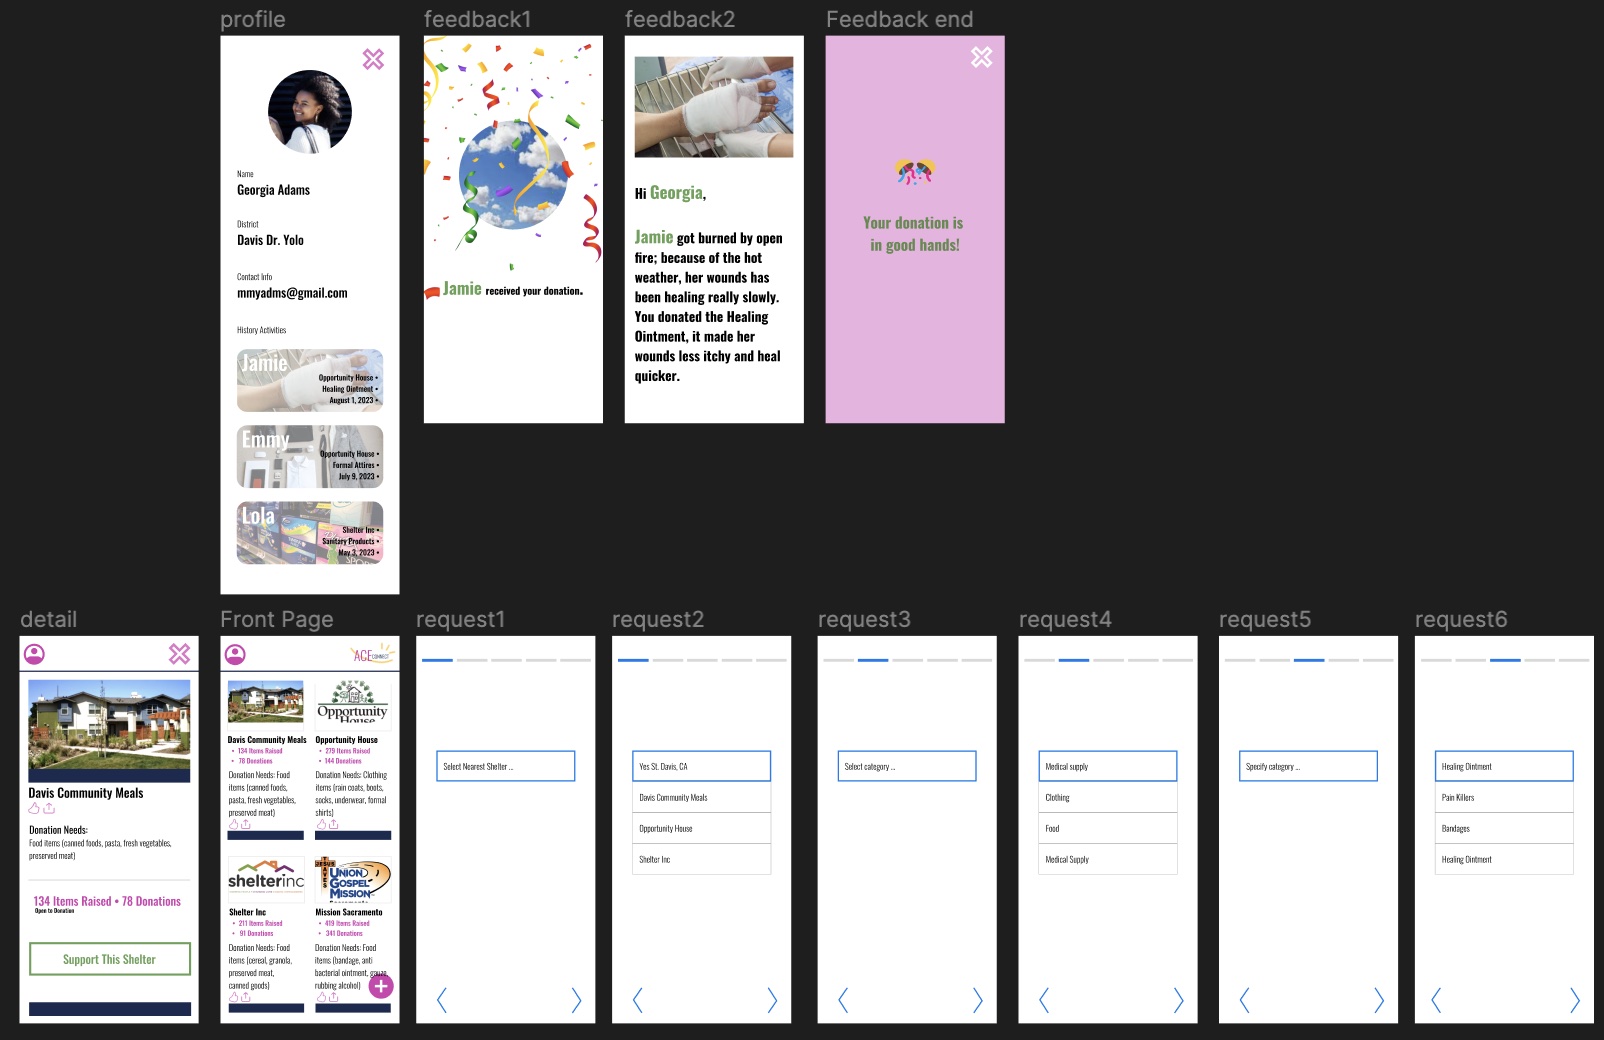 profile
feedback1
feedback2
Feedback end
Name
Georgia Adams
District
Davis Dr. Yolo
Contact Info
mmyadms@gmail.com
History Activities
Jamie
Opportunity House •
Healing Ointment •
August 1, 2023 •
Emmy
Opportunity House •
Formal Attires •
July 9, 2023 •
Lola
Shelter Inc •
Sanitary Products •
May 3, 2023 •
Jamie received your donation.
Hi Georgia,
Jamie got burned by open
fire; because of the hot
weather, her wounds has
been healing really slowly.
You donated the Healing
Ointment, it made her
wounds less itchy and heal
quicker.
Your donation is
in good hands!
detail
Front Page
request1
request2
request3
request4
request5
request6
Davis Community Meals
Donation Needs:
Food items (canned foods, pasta, fresh vegetables,
preserved meat)
134 Items Raised • 78 Donations
Open to Donation
Support This Shelter
ACE
CONNECT
Davis Community Meals
• 134 Items Raised
• 78 Donations
Donation Needs: Food
items (canned foods,
pasta, fresh vegetables,
preserved meat)
Opportunity
House
Opportunity House
• 279 Items Raised
• 144 Donations
Donation Needs: Clothing
items (rain coats, boots,
socks, underwear, formal
shirts)
shelterinc
Shelter Inc
• 211 Items Raised
• 91 Donations
Donation Needs: Food
items (cereal, granola,
preserved meat,
canned goods)
JESUS
SAVES
UNION
GOSPEL
MISSION
Sacramento
Mission Sacramento
• 419 Items Raised
• 341 Donations
Donation Needs: Food
items (bandage, anti
bacterial ointment, gauze,
rubbing alcohol)
Select Nearest Shelter ...
Yes St. Davis, CA
Davis Community Meals
Opportunity House
Shelter Inc
Select category ...
Medical supply
Clothing
Food
Medical Supply
Specify category ...
Healing Ointment
Pain Killers
Bandages
Healing Ointment